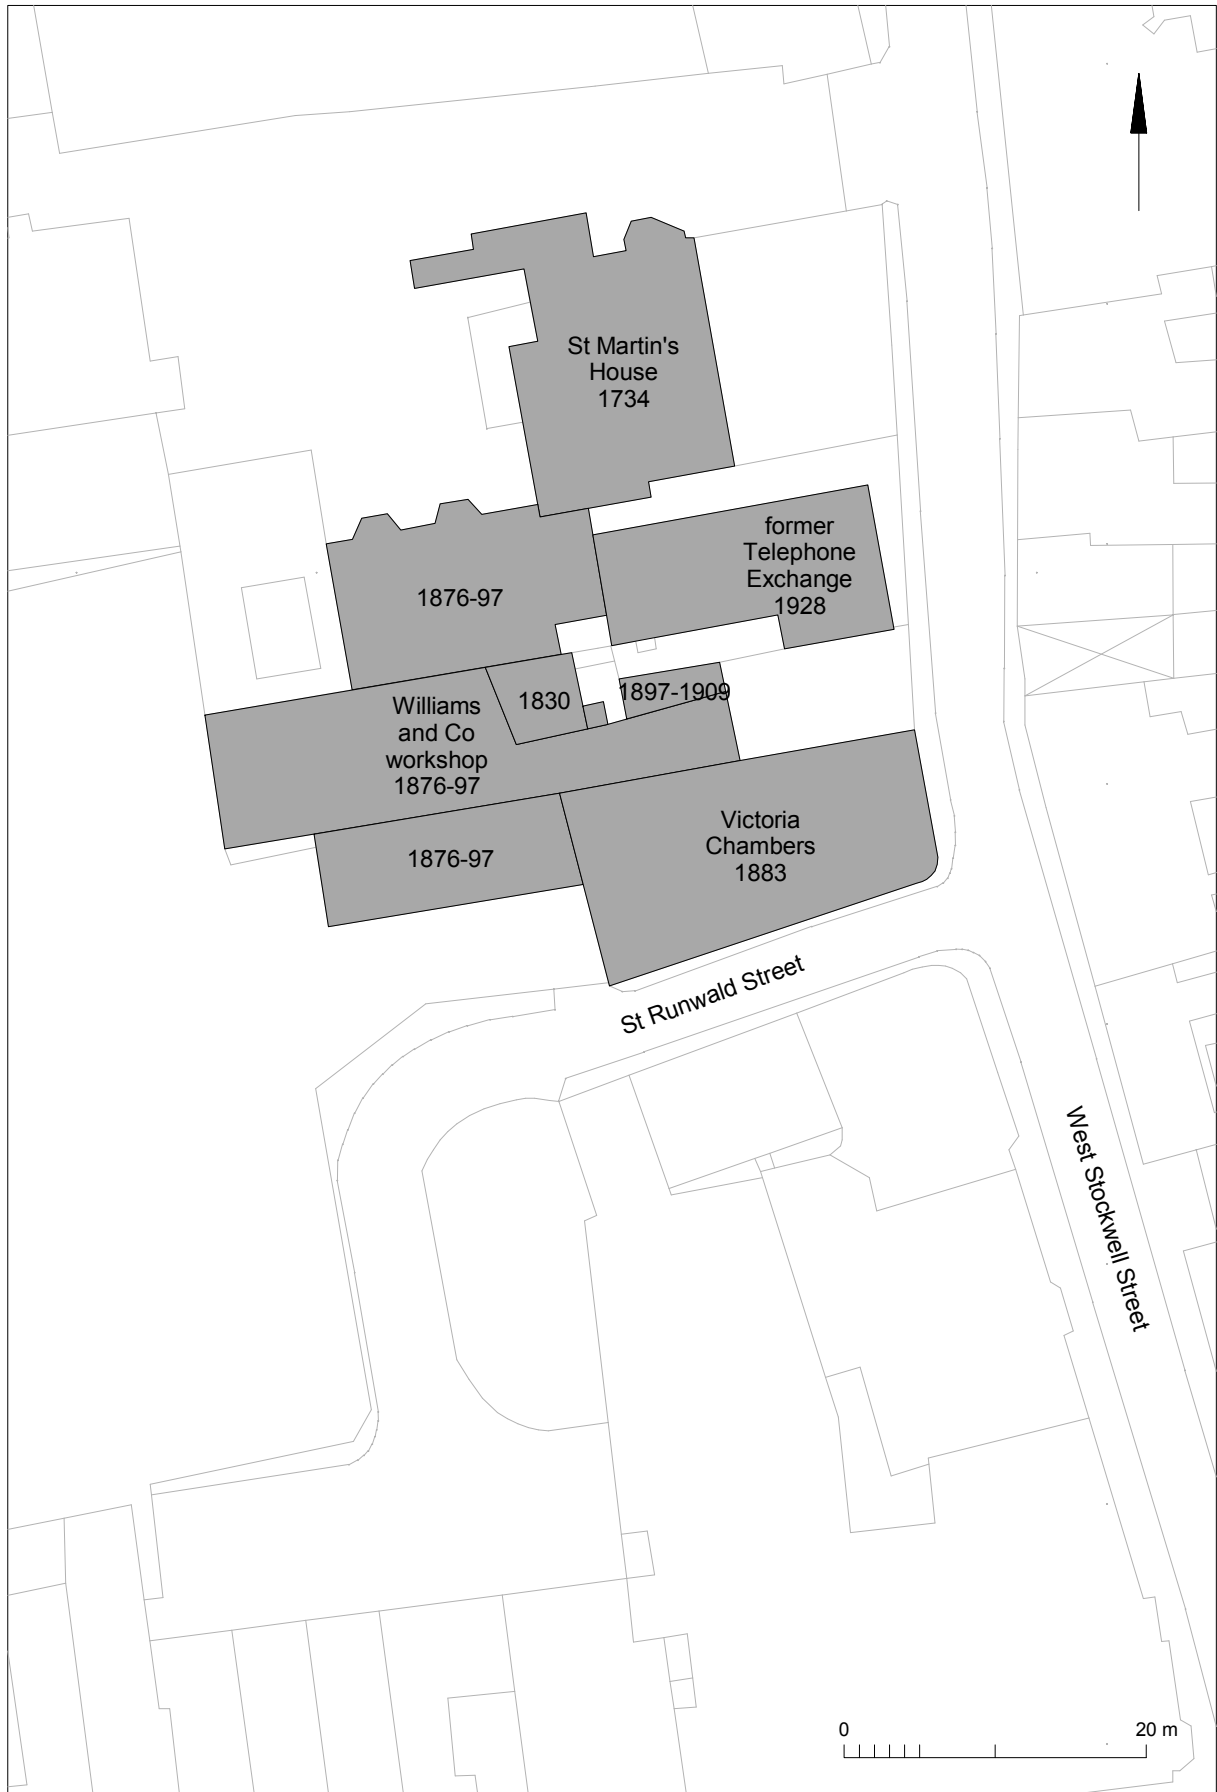 St Martin's
House
1734
former
Telephone
Exchange
1928
1876-97
1830
1897-1909
Williams
and Co
workshop
1876-97
Victoria
Chambers
1883
1876-97
St Runwald Street
West Stockwell Street
0 20 m